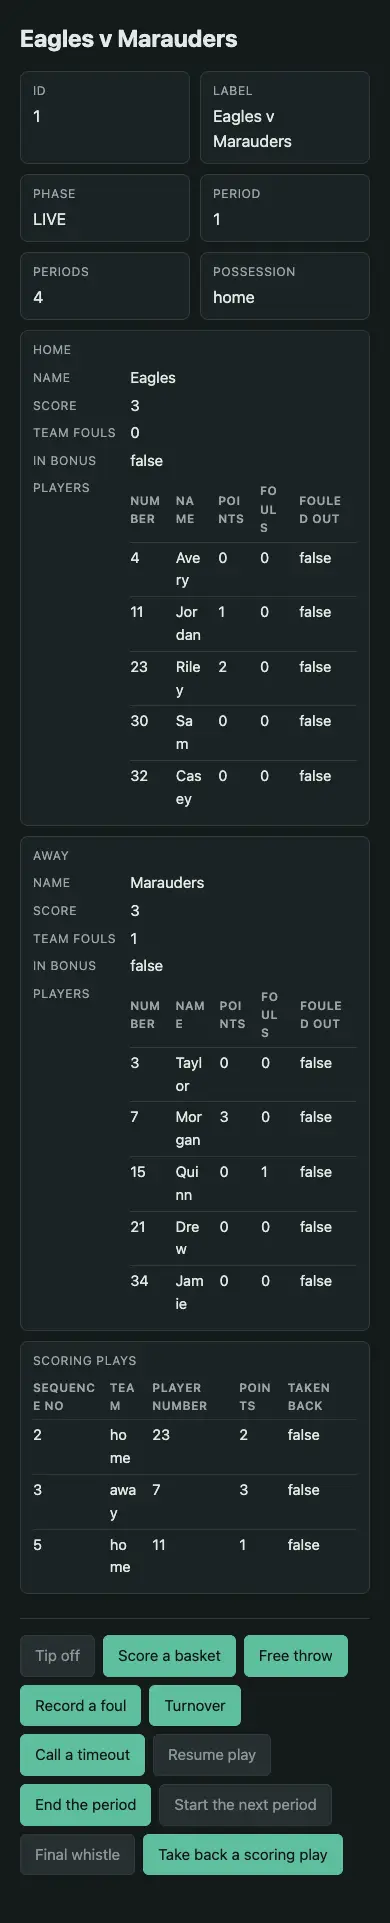 Eagles v Marauders
ID
1
LABEL
Eagles v
Marauders
PHASE
LIVE
PERIOD
1
PERIODS
4
POSSESSION
home
HOME
NAME Eagles
SCORE 3
TEAM FOULS 0
IN BONUS false
PLAYERS
NUM NA POI FO FOULE
BER ME NTS UL D OUT
S
4 Ave 0 0 false
ry
11 Jor 1 0 false
dan
23 Rile 2 0 false
y
30 Sa 0 0 false
m
32 Cas 0 0 false
ey
AWAY
NAME Marauders
SCORE 3
TEAM FOULS 1
IN BONUS false
PLAYERS
NUM NAM POI FO FOULE
BER E NTS UL D OUT
S
3 Tayl 0 0 false
or
7 Mor 3 0 false
gan
15 Qui 0 1 false
nn
21 Dre 0 0 false
w
34 Jam 0 0 false
ie
SCORING PLAYS
SEQUENC TEA PLAYER POIN TAKEN
E NO M NUMBER TS BACK
2 ho 23 2 false
me
3 awa 7 3 false
y
5 ho 11 1 false
me
Tip off Score a basket Free throw
Record a foul Turnover
Call a timeout Resume play
End the period Start the next period
Final whistle Take back a scoring play